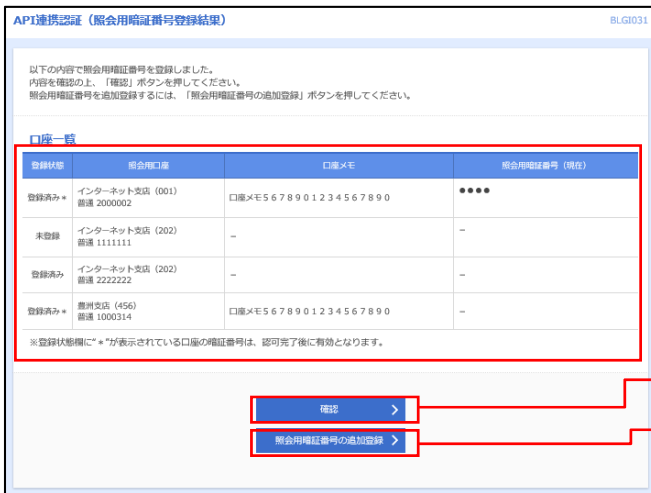 API連携認証（照会用暗証番号登録結果）
BLGI031
以下の内容で照会用暗証番号を登録しました。
内容を確認の上、「確認」ボタンを押してください。
照会用暗証番号を追加登録するには、「照会用暗証番号の追加登録」ボタンを押してください。
口座一覧
登録状態 照会用口座 口座メモ 照会用暗証番号（現在）
登録済み＊ インターネット支店（001） 口座メモ５６７８９０１２３４５６７８９０ ●●●●
普通 2000002
未登録 インターネット支店（202） － －
普通 1111111
登録済み インターネット支店（202） － －
普通 2222222
登録済み＊ 豊洲支店（456） 口座メモ５６７８９０１２３４５６７８９０ －
普通 1000314
※登録状態欄に"＊"が表示されている口座の暗証番号は、認可完了後に有効となります。
確認
照会用暗証番号の追加登録